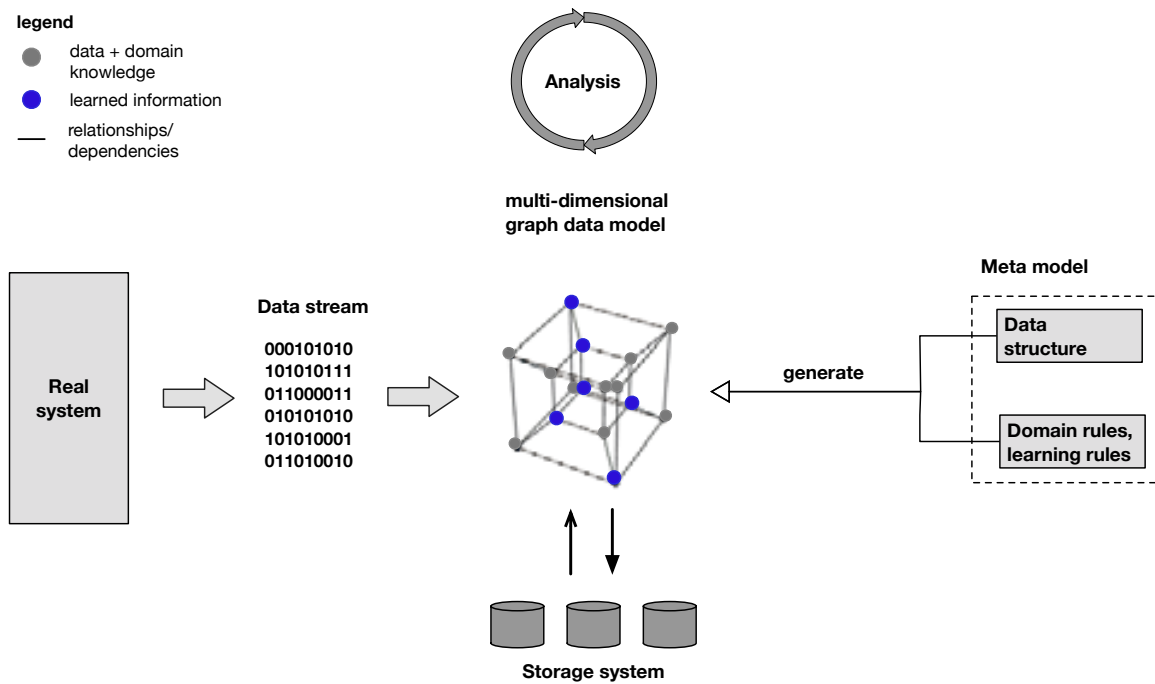 legend
data + domain
knowledge
learned information
relationships/
dependencies
Analysis
multi-dimensional
graph data model
Real
system
Data stream
000101010
101010111
011000011
010101010
101010001
011010010
generate
Meta model
Data
structure
Domain rules,
learning rules
Storage system